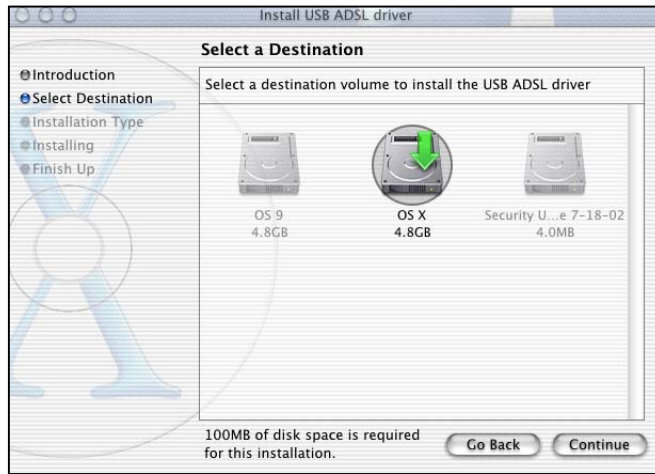 Install USB ADSL driver
Select a Destination
Introduction
Select Destination
Installation Type
Installing
Finish Up
Select a destination volume to install the USB ADSL driver
OS 9
4.8GB
OS X
4.8GB
Security U...e 7-18-02
4.0MB
100MB of disk space is required
for this installation.
Go Back
Continue